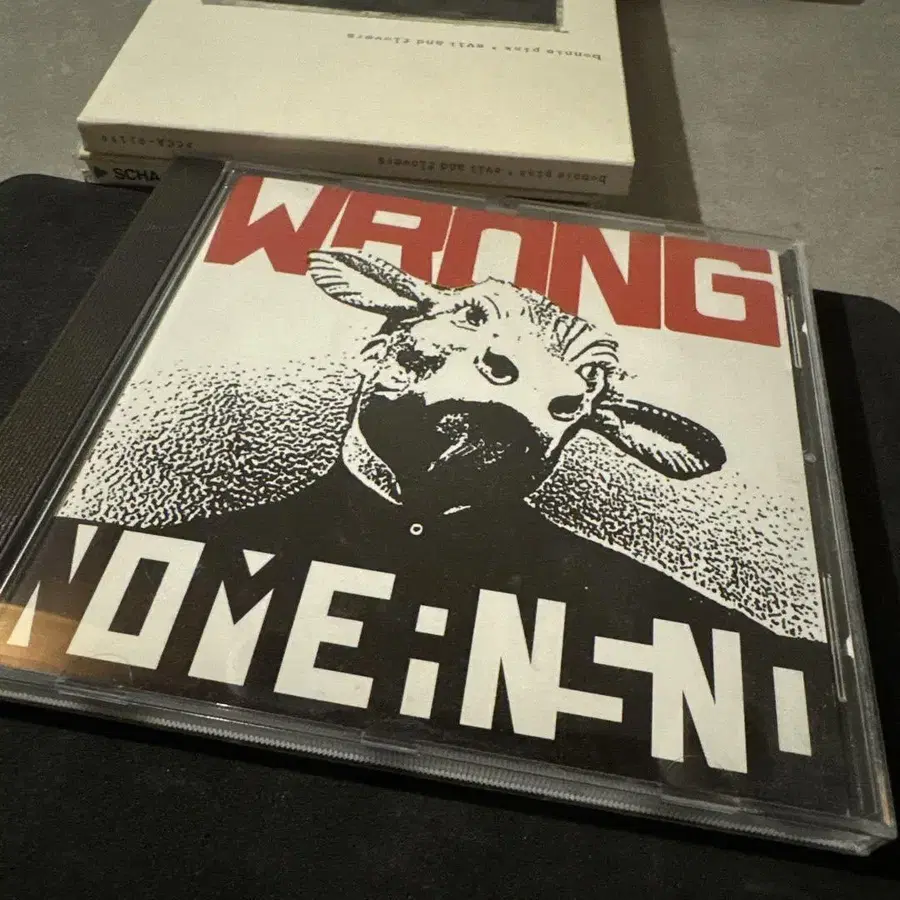 bonnie pink • evil and flowers
bonnie pink • evil and flowers
SCHA
WRONG
NOMEANSNO